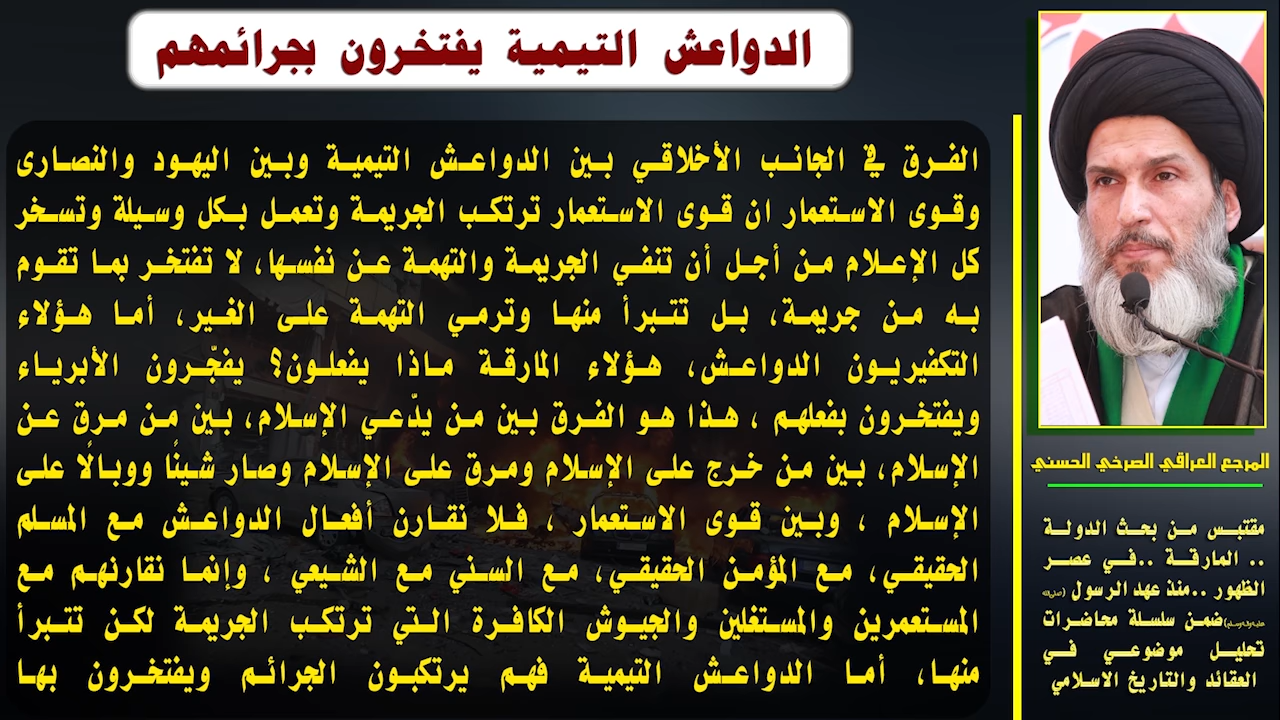 الدواعش التيمية يفتخرون بجرائمهم
الفرق في الجانب الأخلاقي بين الدواعش التيمية وبين اليهود والنصارى
وقوى الاستعمار ان قوى الاستعمار ترتكب الجريمة وتعمل بكل وسيلة وتسخر
كل الإعلام من أجل أن تنفي الجريمة والتهمة عن نفسها، لا تفتخر بما تقوم
به من جريمة، بل تتبرأ منها وترمي التهمة على الغير، أما هؤلاء
التكفيريون الدواعش، هؤلاء المارقة ماذا يفعلون؟ يفجّرون الأبرياء
ويفتخرون بفعلهم ، هذا هو الفرق بين من يدّعي الإسلام، بين من مرق عن
الإسلام، بين من خرج على الإسلام ومرق على الإسلام وصار شينًا ووبالًا على
الإسلام ، وبين قوى الاستعمار ، فلا نقارن أفعال الدواعش مع المسلم
الحقيقي، مع المؤمن الحقيقي، مع السني مع الشيعي ، وإنما نقارنهم مع
المستعمرين والمستغلين والجيوش الكافرة التي ترتكب الجريمة لكن تتبرأ
منها، أما الدواعش التيمية فهم يرتكبون الجرائم ويفتخرون بها
المرجع العراقي الصرخي الحسني
مقتبس من بحث الدولة
.. المارقة ..في عصر
الظهور ..منذ عهد الرسول (صلى الله
عليه واله وسلم)ضمن سلسلة محاضرات
تحليل موضوعي في
العقائد والتاريخ الاسلامي